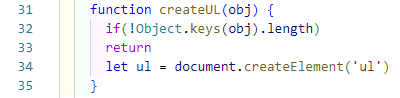 31 function createUL(obj) {
32 if(!Object.keys(obj).length)
33 return
34 let ul = document.createElement('ul')
35 }